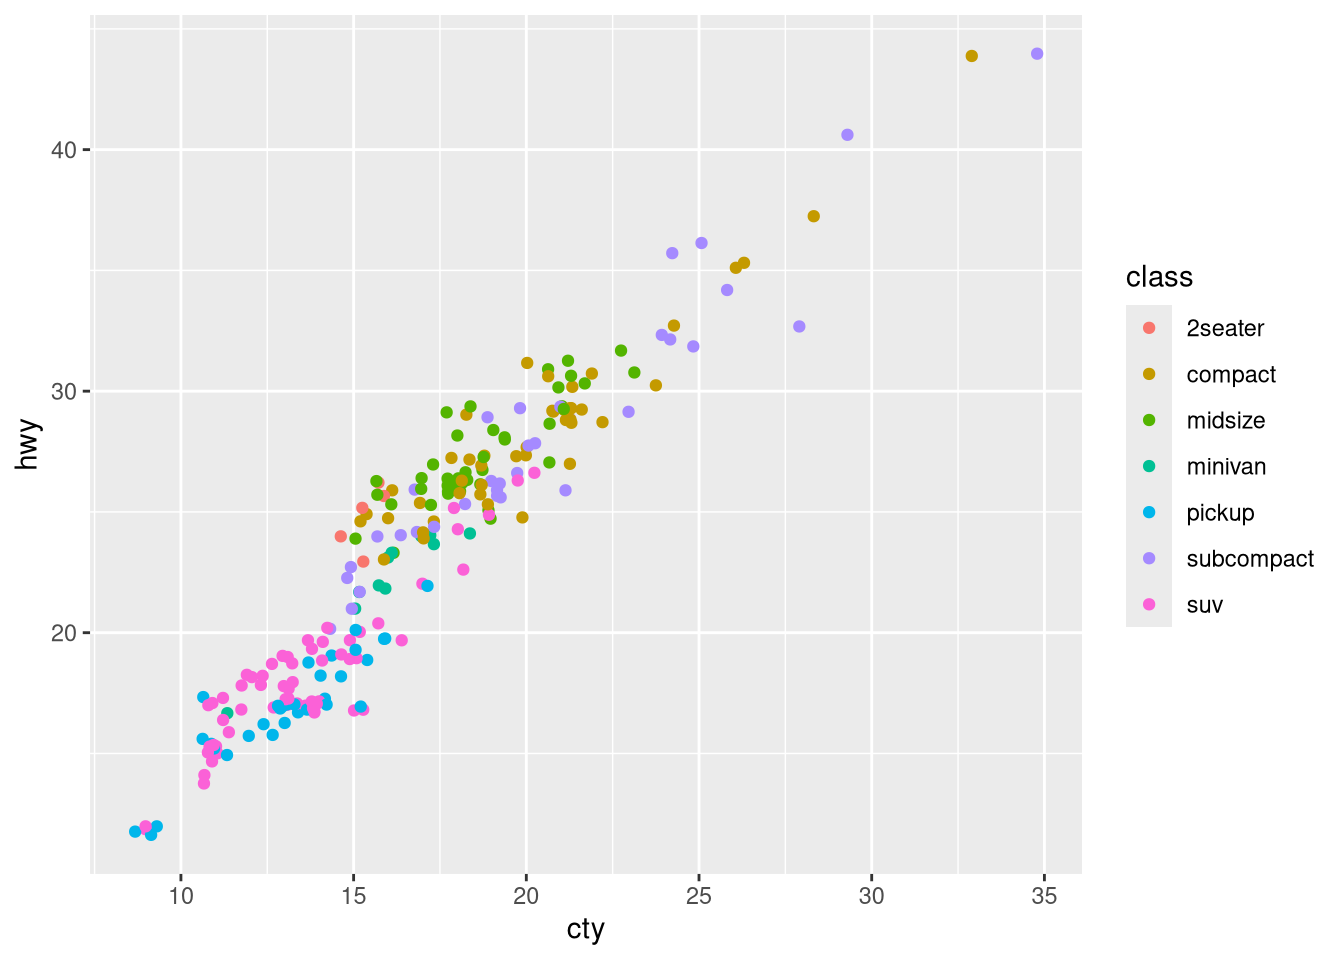 hwy
40
30
20
10 15 20 25 30 35
cty
class
2seater
compact
midsize
minivan
pickup
subcompact
suv